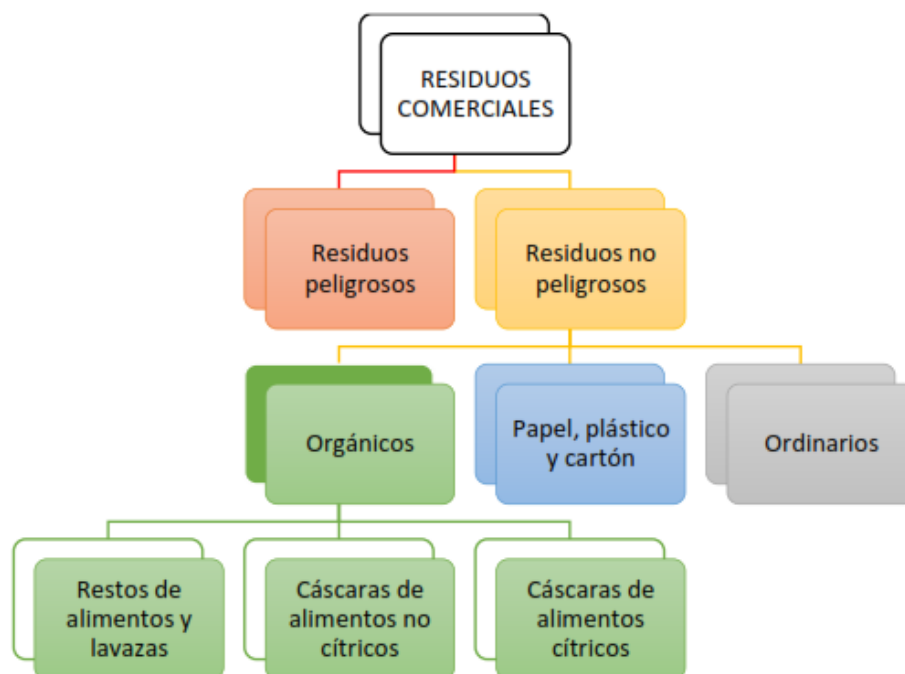 RESIDUOS
COMERCIALES
Residuos
peligrosos
Residuos no
peligrosos
Orgánicos
Papel, plástico
y cartón
Ordinarios
Restos de
alimentos y
lavazas
Cáscaras de
alimentos no
cítricos
Cáscaras de
alimentos
cítricos